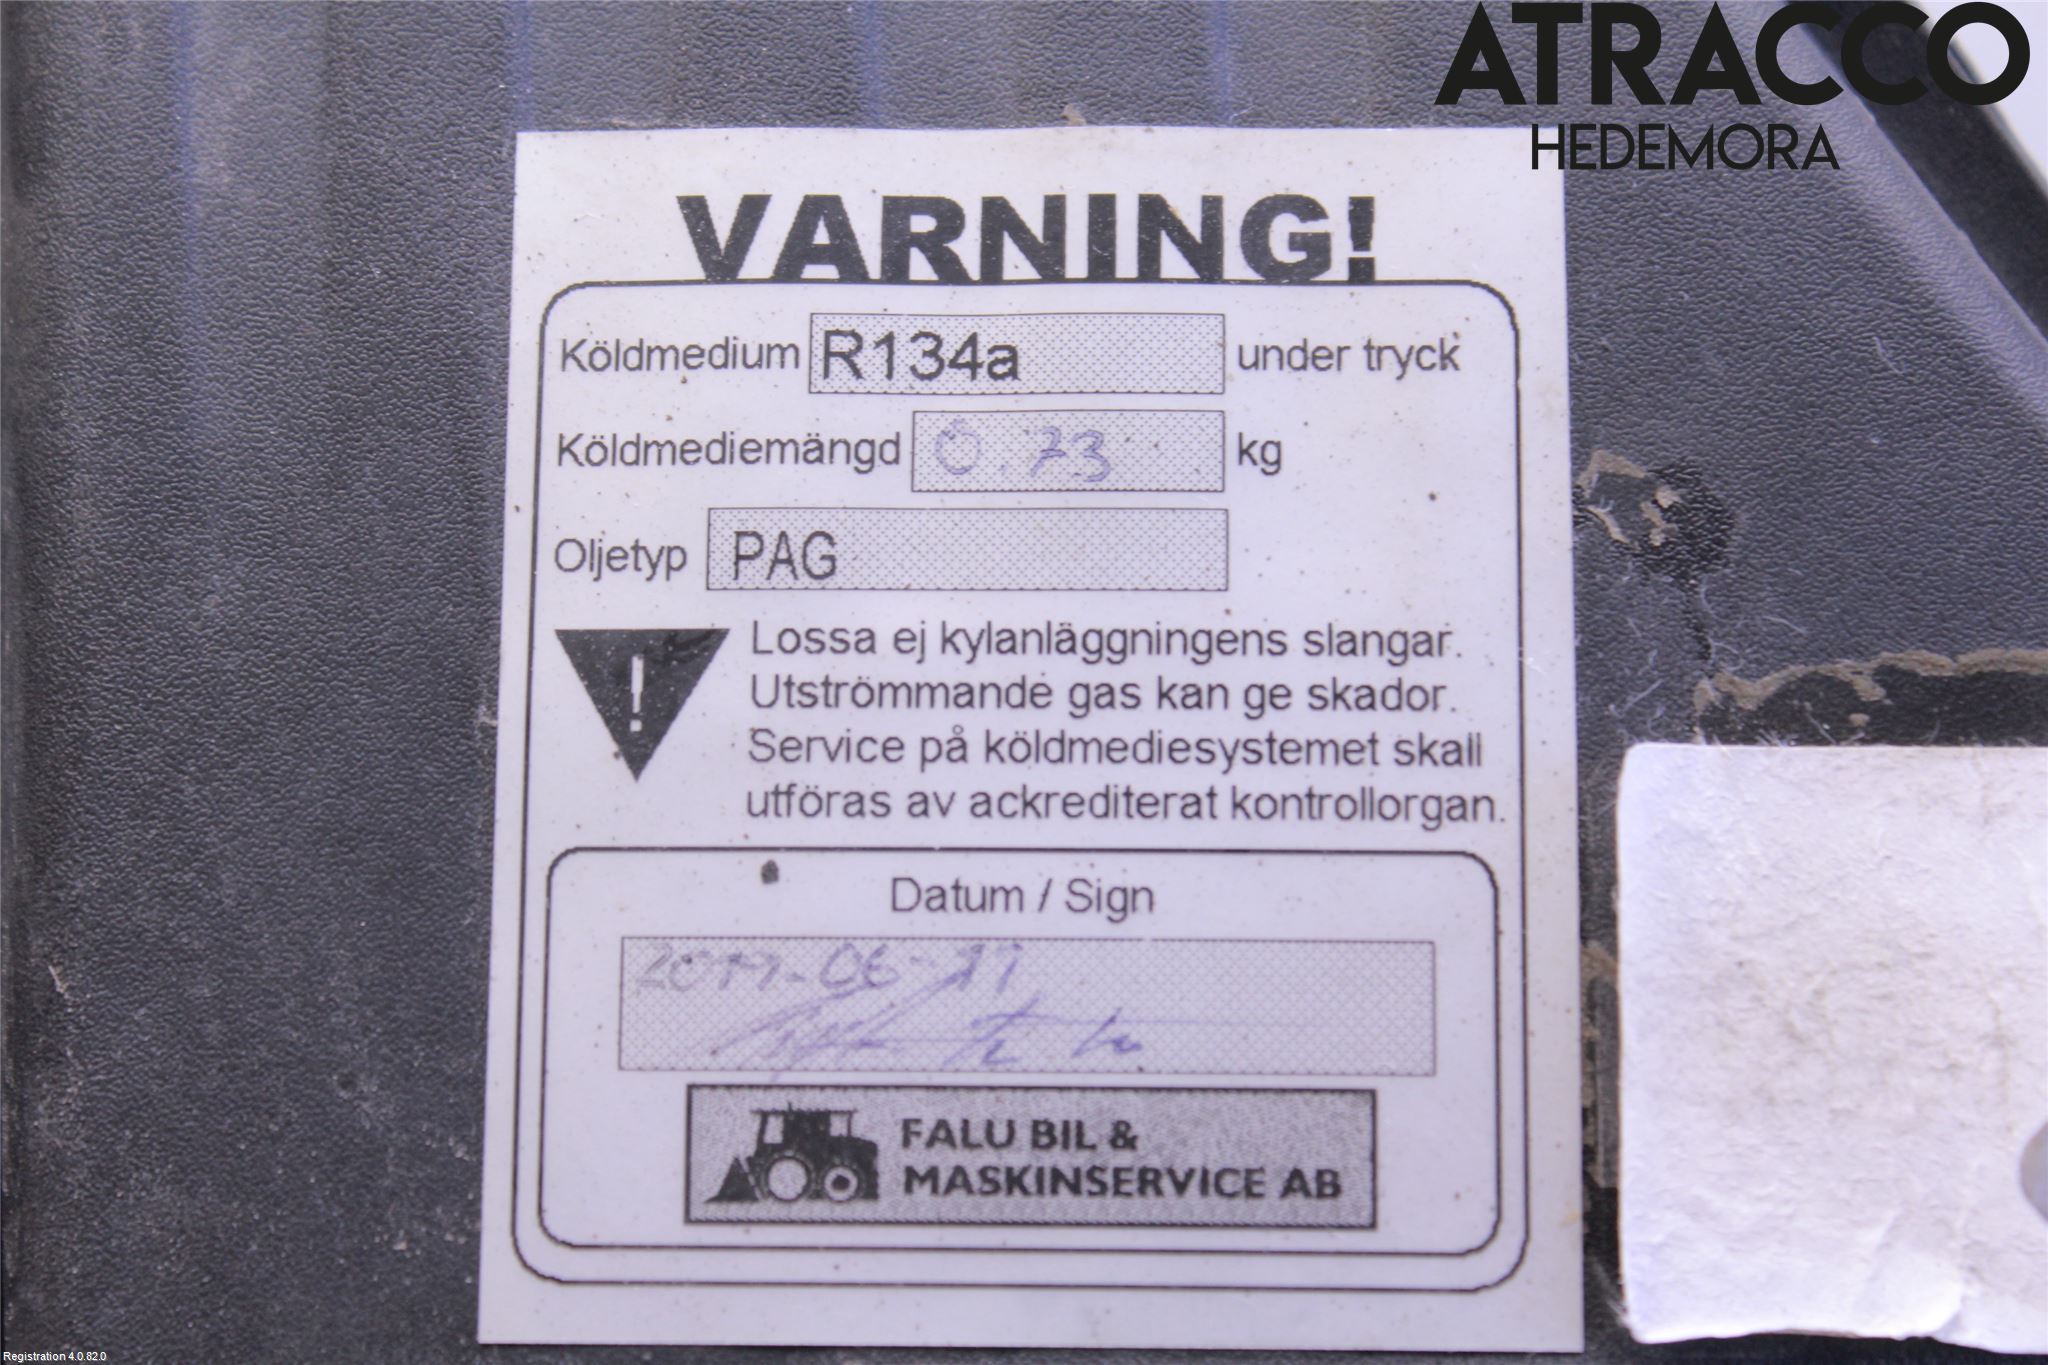 ATRACCO
HEDEMORA
VARNING!
Köldmedium R134a under tryck
Köldmediemängd 0.73 kg
Oljetyp PAG
! Lossa ej kylanläggningens slangar.
Utströmmande gas kan ge skador.
Service på köldmediesystemet skall
utföras av ackrediterat kontrollorgan.
Datum / Sign
FALU BIL &
MASKINSERVICE AB
Registration 4.0.82.0